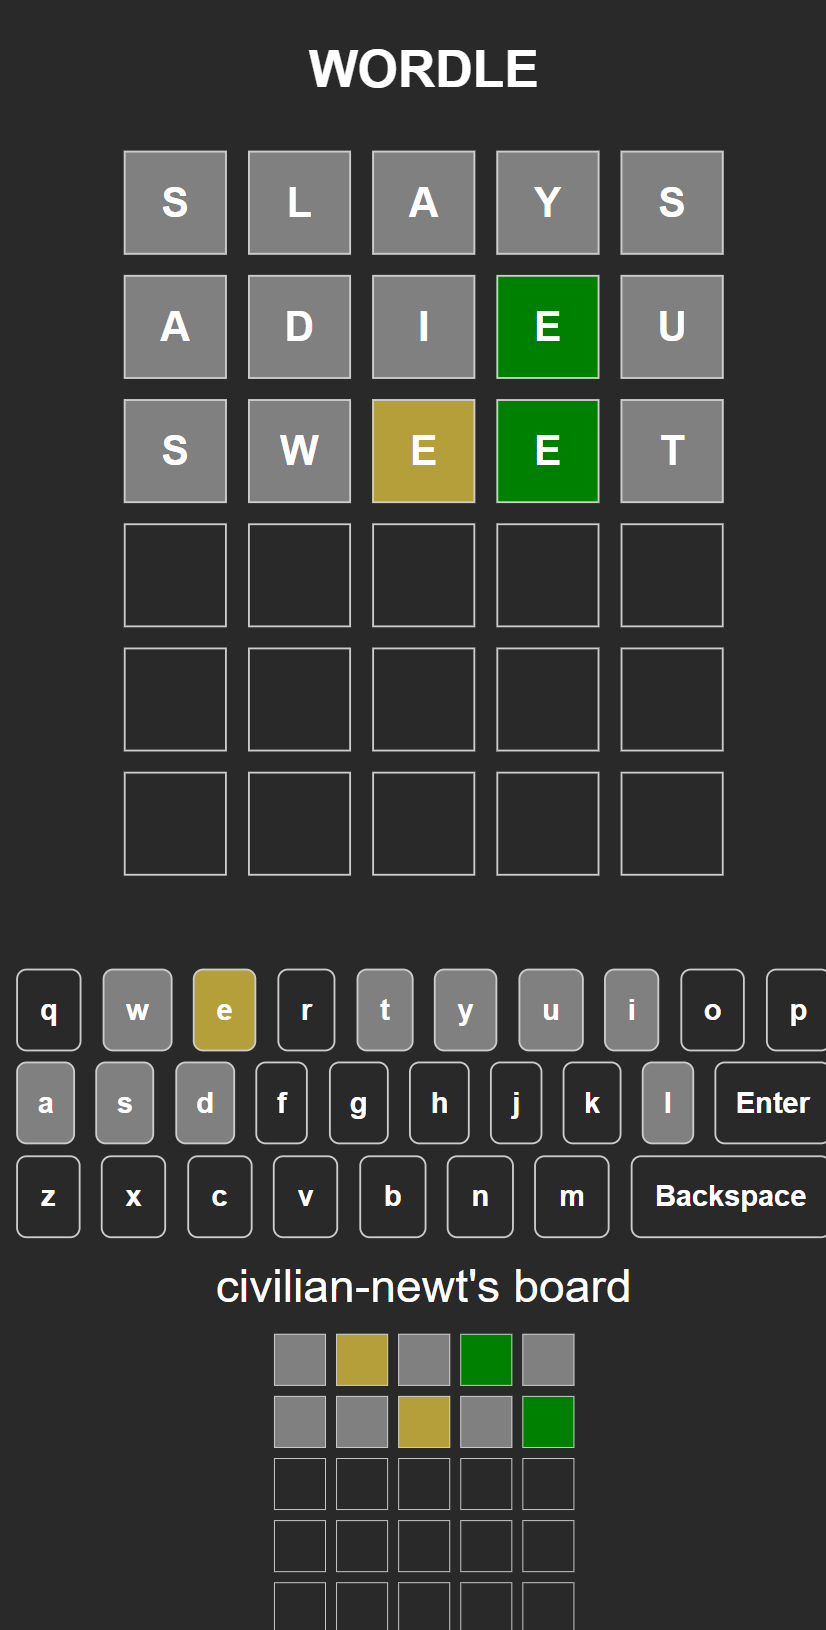 WORDLE
S L A Y S
A D I E U
S W E E T
q w e r t y u i o p
a s d f g h j k l Enter
z x c v b n m Backspace
civilian-newt's board